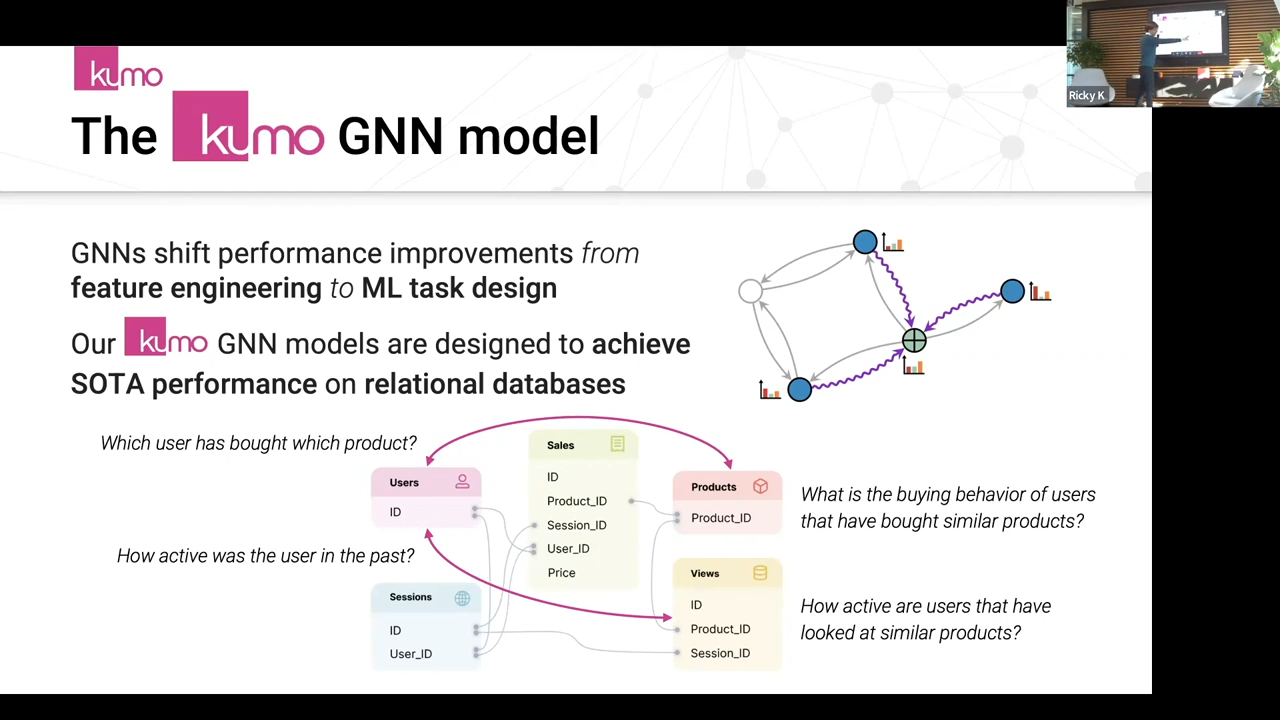 kumo
The kumo GNN model
GNNs shift performance improvements from
feature engineering to ML task design
Our kumo GNN models are designed to achieve
SOTA performance on relational databases
Which user has bought which product?
How active was the user in the past?
Users
ID
Sessions
ID
User_ID
Sales
ID
Product_ID
Session_ID
User_ID
Price
Products
Product_ID
Views
ID
Product_ID
Session_ID
What is the buying behavior of users
that have bought similar products?
How active are users that have
looked at similar products?
Ricky K